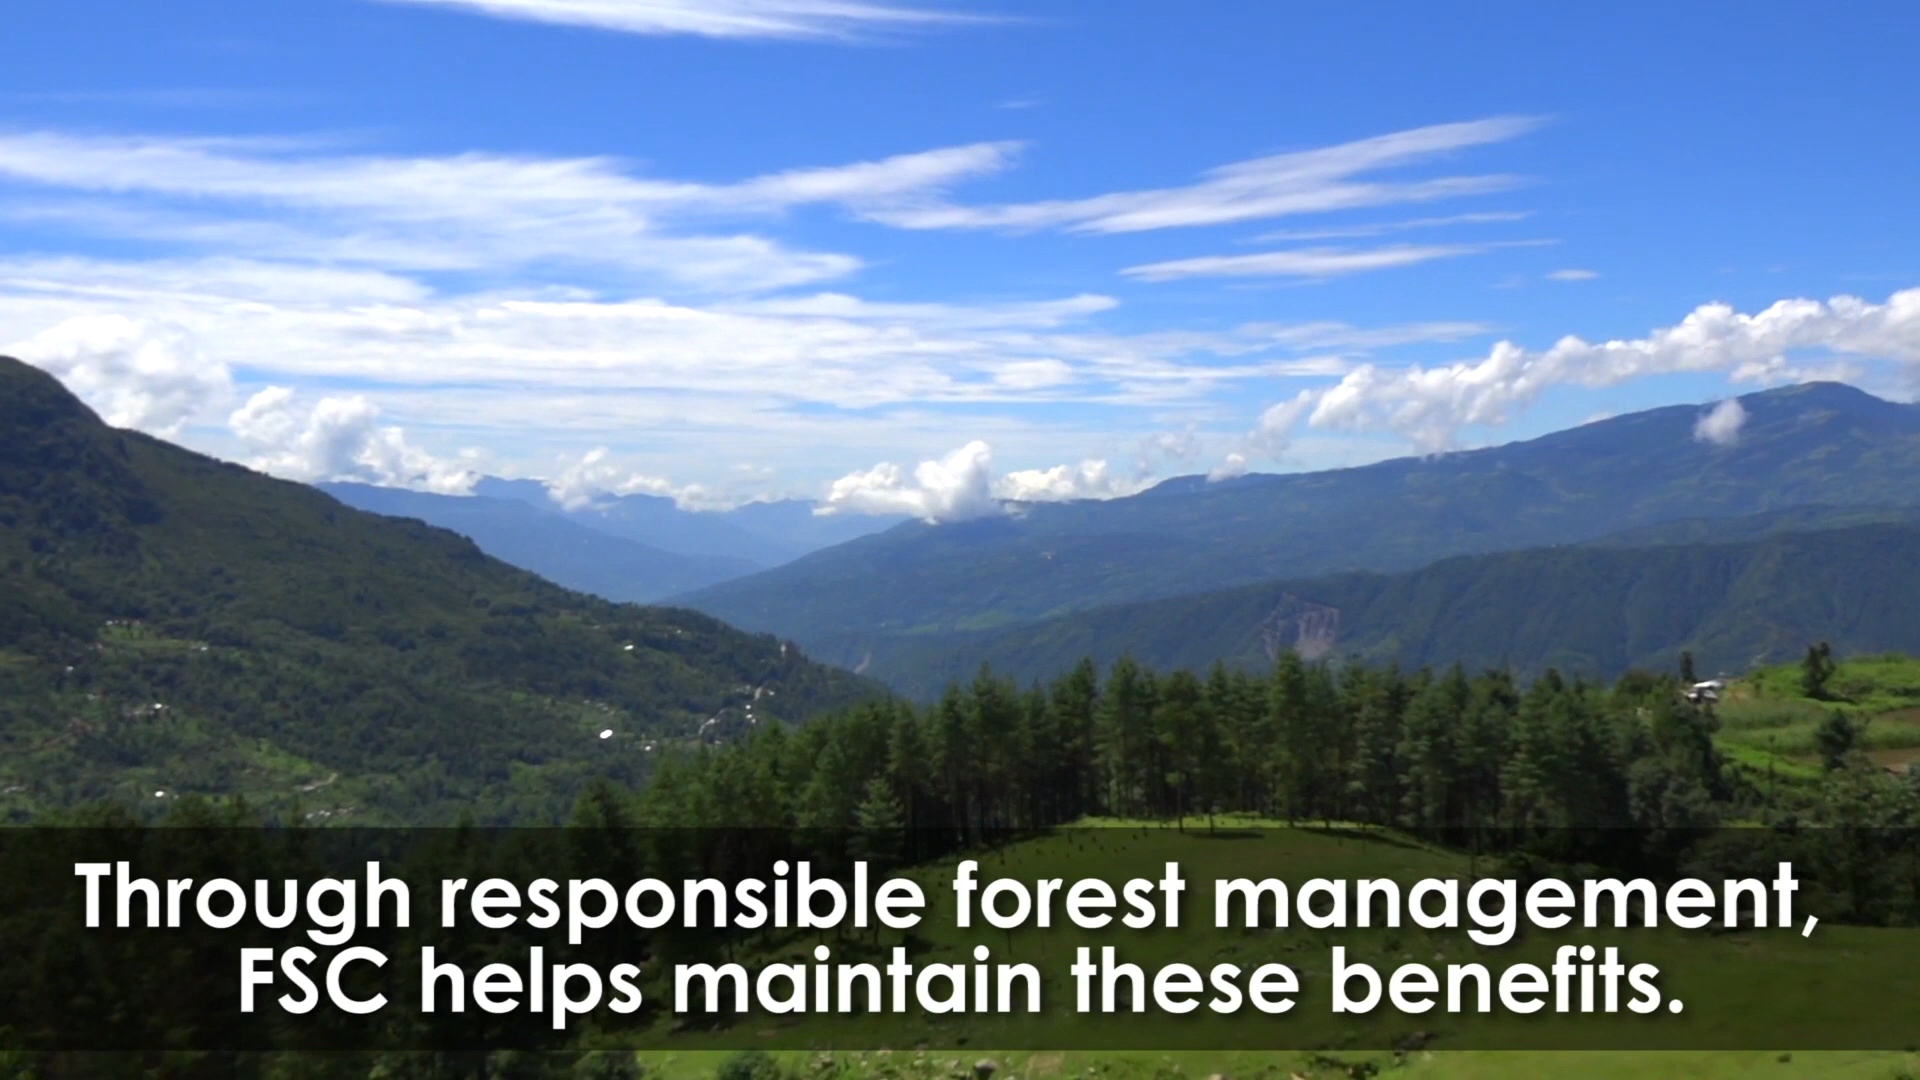 Through responsible forest management,
FSC helps maintain these benefits.